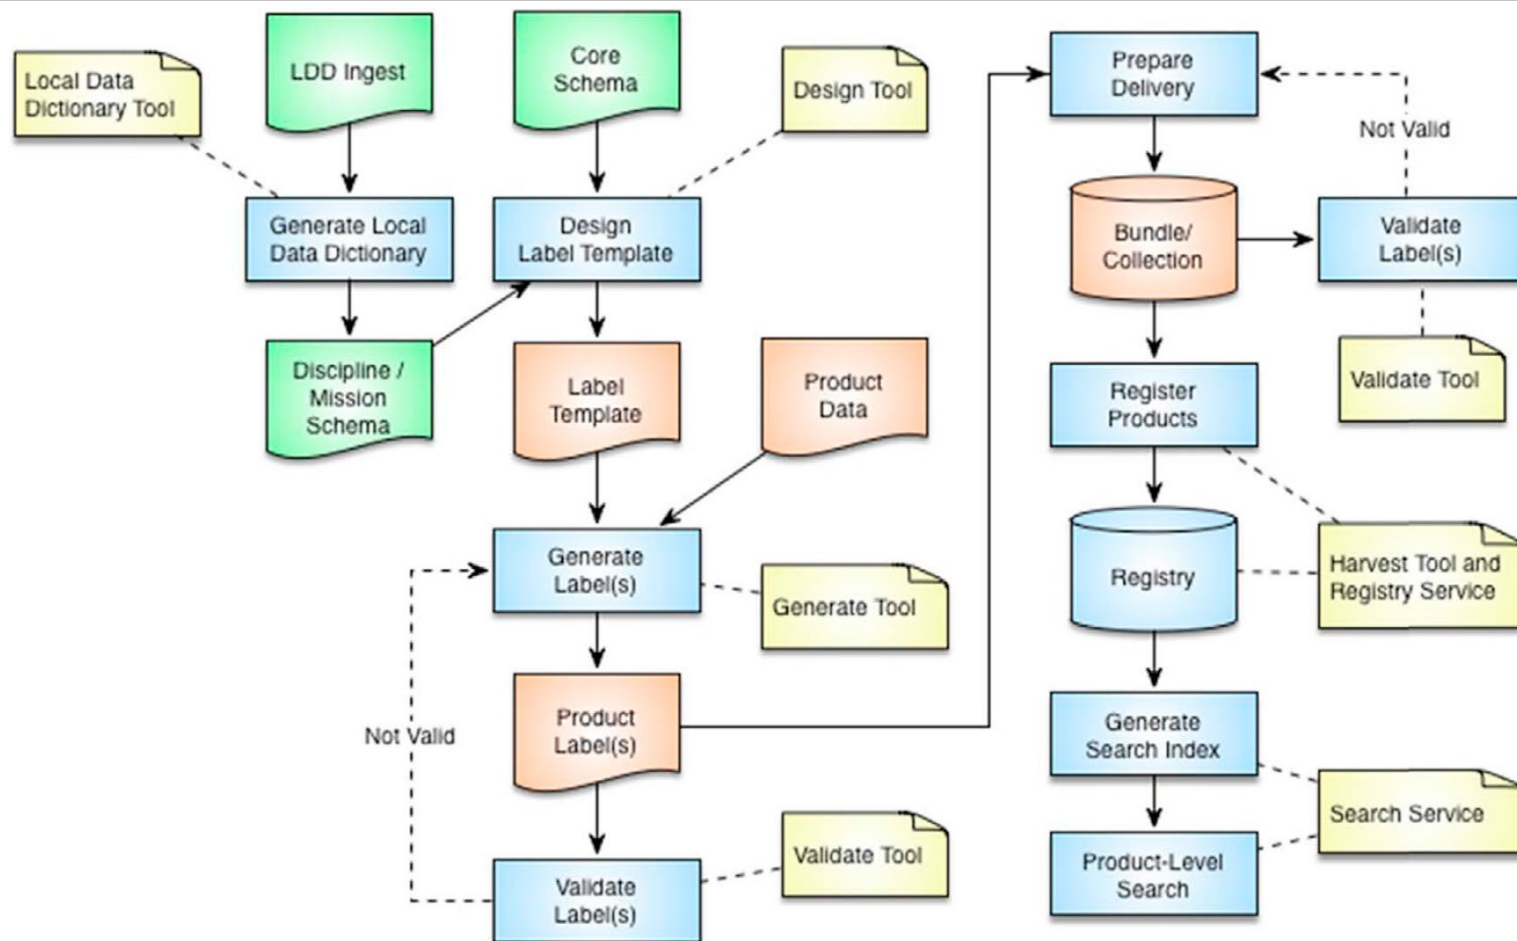 Local Data
Dictionary Tool
LDD Ingest
Core
Schema
Design Tool
Generate Local
Data Dictionary
Design
Label Template
Discipline /
Mission
Schema
Label
Template
Product
Data
Generate
Label(s)
Generate Tool
Not Valid
Product
Label(s)
Validate Tool
Validate
Label(s)
Prepare
Delivery
Not Valid
Bundle/
Collection
Validate
Label(s)
Validate Tool
Register
Products
Registry
Harvest Tool and
Registry Service
Generate
Search Index
Search Service
Product-Level
Search